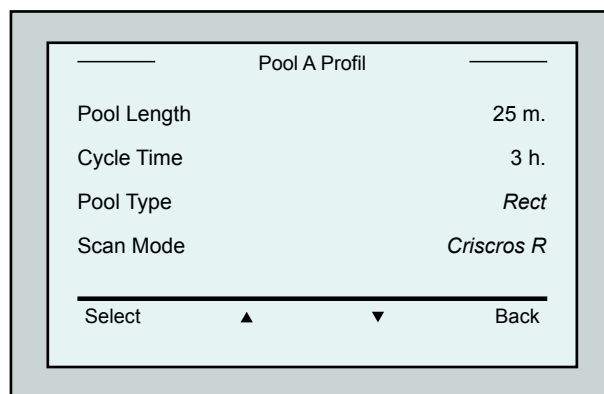 Pool A Profil
Pool Length 25 m.
Cycle Time 3 h.
Pool Type Rect
Scan Mode Criscros R
Select ▲ ▼ Back